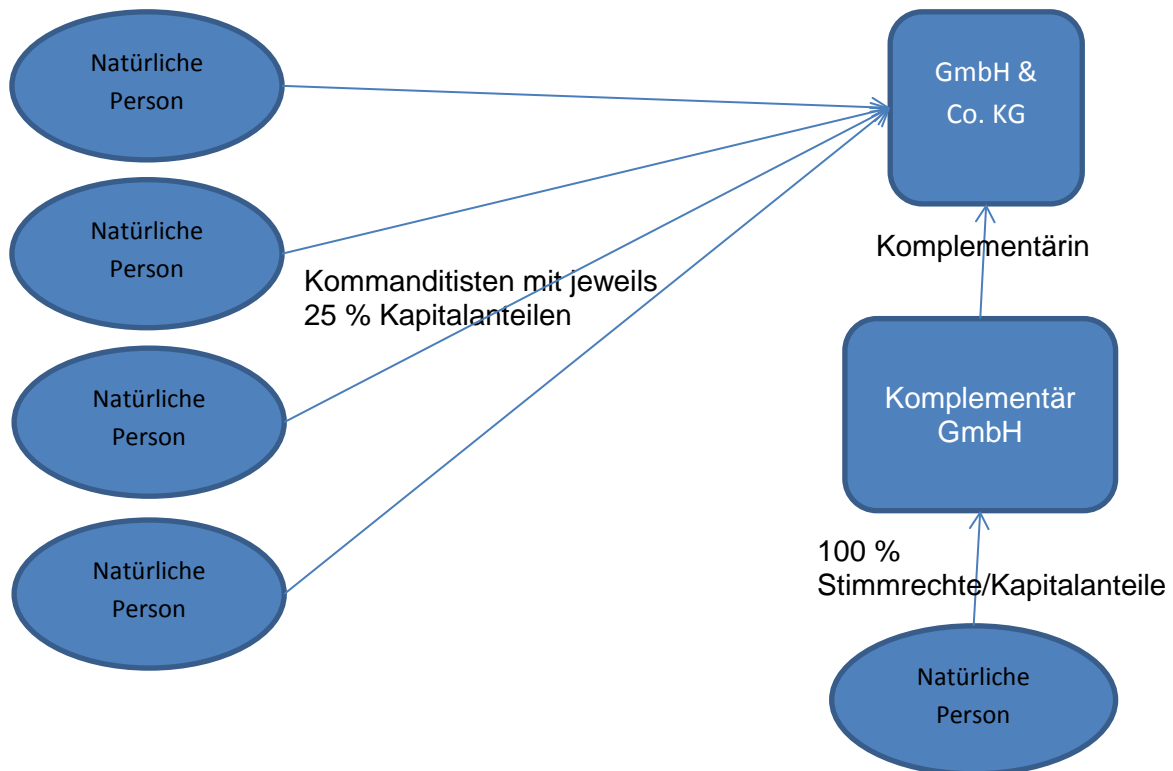 Natürliche
Person
Natürliche
Person
Natürliche
Person
Natürliche
Person
Kommanditisten mit jeweils
25 % Kapitalanteilen
GmbH &
Co. KG
Komplementärin
Komplementär
GmbH
100 %
Stimmrechte/Kapitalanteile
Natürliche
Person